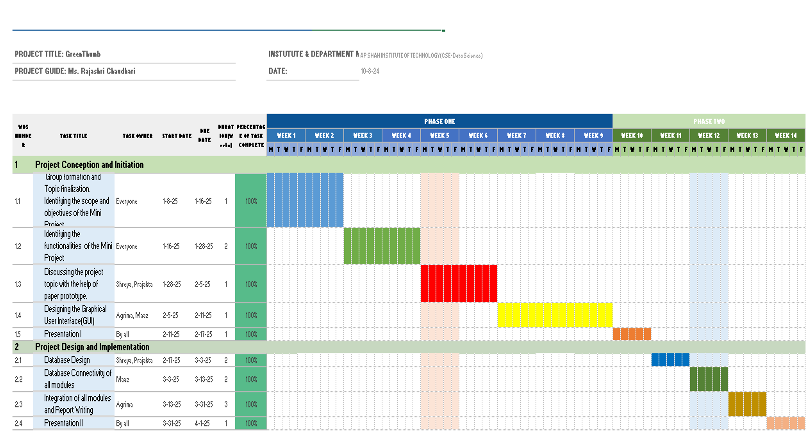 PROJECT TITLE: GreenThumb
INSTUTUTE & DEPARTMENT N AP SHAH INSTITUTE OF TECHNOLOGY(CSE-Data Science)
PROJECT GUIDE: Ms. Rajashri Chaudhari
DATE: 10-8-24
PHASE ONE PHASE TWO
WBS NUMBER TASK TITLE TASK OWNER START DATE DUE DATE PERCENTAGE OF TASK COMPLETE
WEEK 1 WEEK 2 WEEK 3 WEEK 4 WEEK 5 WEEK 6 WEEK 7 WEEK 8 WEEK 9 WEEK 10 WEEK 11 WEEK 12 WEEK 13 WEEK 14
M T W T F M T W T F M T W T F M T W T F M T W T F M T W T F M T W T F M T W T F M T W T F M T W T F M T W T F M T W T F M T W T F M T W T F
1 Project Conception and Initiation
Group formation and
Topic finalization.
1.1 Identifying the scope and Everyone 1-8-25 1-16-25 1 100%
objectives of the Mini
Project
Identifying the
1.2 functionalities of the Mini Everyone 1-16-25 1-28-25 2 100%
Project
Discussing the project
1.3 topic with the help of Shreya, Prajakta 1-28-25 2-5-25 1 100%
paper prototype.
1.4 Designing the Graphical Agrima, Maaz 2-5-25 2-11-25 1 100%
User Interface(GUI)
1.5 Presentation I By all 2-11-25 2-17-25 1 100%
2 Project Design and Implementation
2.1 Database Design Shreya, Prajakta 2-17-25 3-3-25 2 100%
2.2 Database Connectivity of Maaz 3-3-25 3-13-25 2 100%
all modules
2.3 Integration of all modules Agrima 3-13-25 3-31-25 3 100%
and Report Writing
2.4 Presentation II By all 3-31-25 4-1-25 1 100%